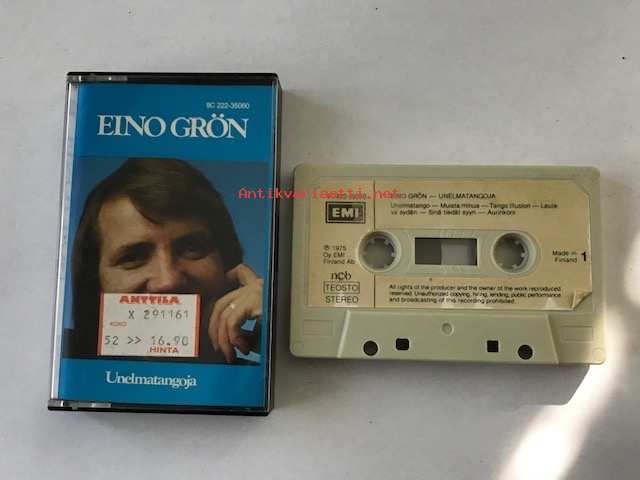 9C 222-35060
EINO GRÖN
ANTTILA
X 291161
KOKO
52 >> 16.90
HINTA
Unelmatangoja
Antikvariaatti.net
EMI
EINO GRÖN — UNELMATANGOJA
Unelmatango — Muista minua — Tango Illusion — Laula
va sydän — Sinä tiedät syyn — Aurinkoni
℗ 1975
Oy EMI
Finland Ab
Made in
Finland
1
ncb
TEOSTO
STEREO
All rights of the producer and the owner of the work reproduced
reserved. Unauthorized copying, hiring, lending, public performance
and broadcasting of this recording prohibited.